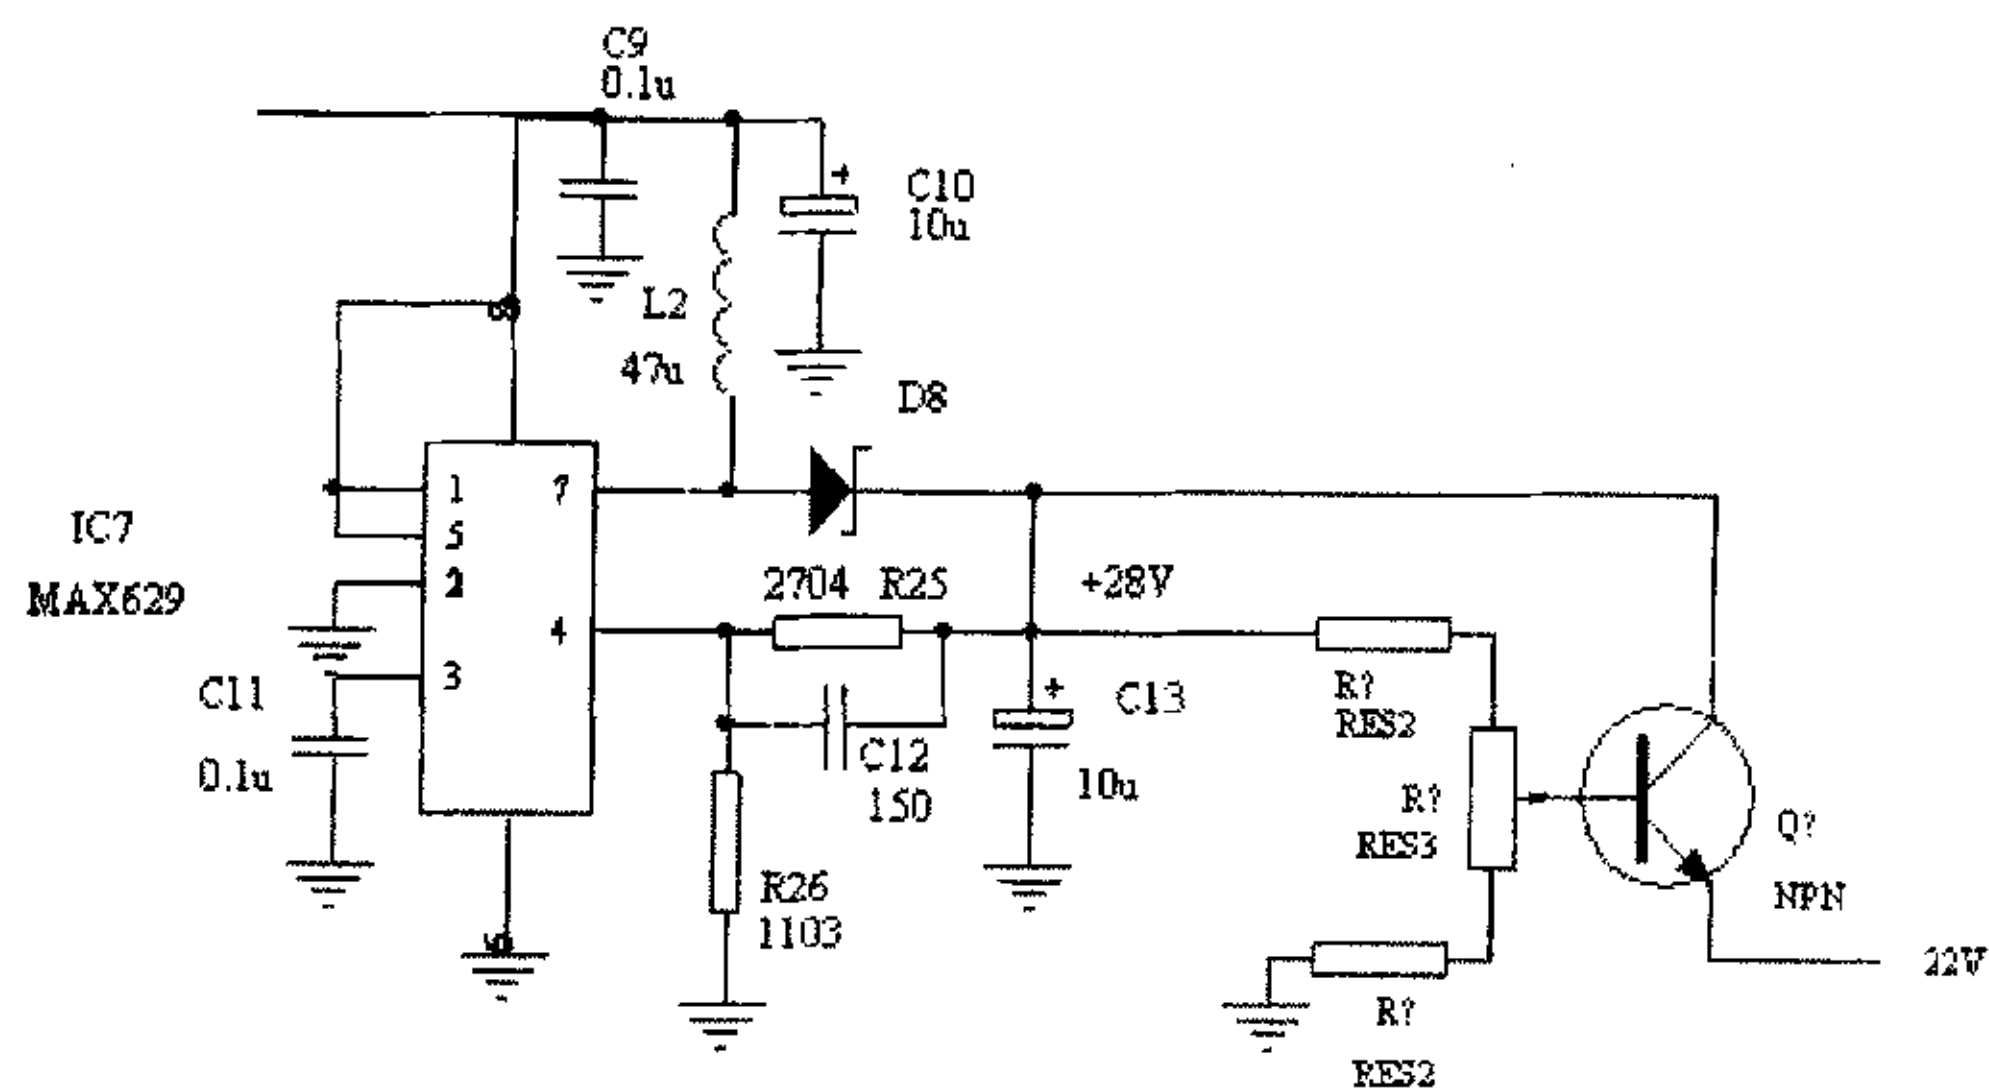 C9
0.1u
+
C10
10u
8
L2
47u
D8
1
7
5
IC7
2
2704
R25
+28V
MAX629
4
3
C11
+
C13
R?
RES2
C12
0.1u
10u
150
R?
Q?
RES3
R26
NPN
1103
22V
R?
RES2